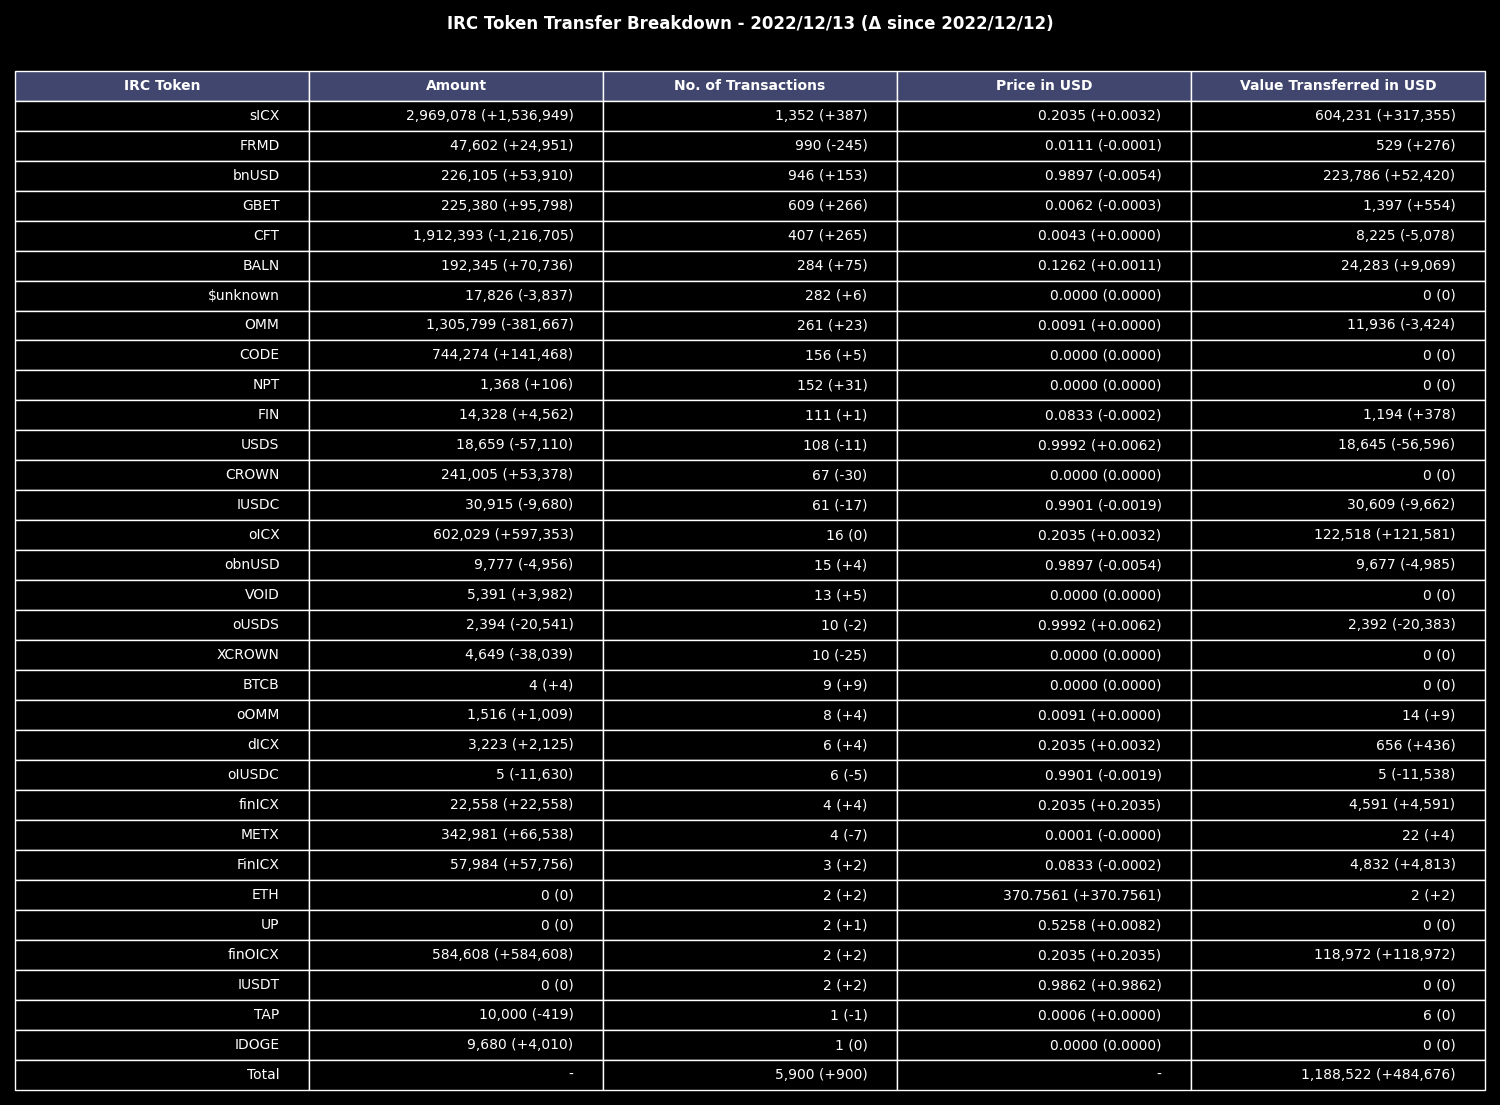 IRC Token Transfer Breakdown - 2022/12/13 (Δ since 2022/12/12)
IRC Token Amount No. of Transactions Price in USD Value Transferred in USD
sICX 2,969,078 (+1,536,949) 1,352 (+387) 0.2035 (+0.0032) 604,231 (+317,355)
FRMD 47,602 (+24,951) 990 (-245) 0.0111 (-0.0001) 529 (+276)
bnUSD 226,105 (+53,910) 946 (+153) 0.9897 (-0.0054) 223,786 (+52,420)
GBET 225,380 (+95,798) 609 (+266) 0.0062 (-0.0003) 1,397 (+554)
CFT 1,912,393 (-1,216,705) 407 (+265) 0.0043 (+0.0000) 8,225 (-5,078)
BALN 192,345 (+70,736) 284 (+75) 0.1262 (+0.0011) 24,283 (+9,069)
$unknown 17,826 (-3,837) 282 (+6) 0.0000 (0.0000) 0 (0)
OMM 1,305,799 (-381,667) 261 (+23) 0.0091 (+0.0000) 11,936 (-3,424)
CODE 744,274 (+141,468) 156 (+5) 0.0000 (0.0000) 0 (0)
NPT 1,368 (+106) 152 (+31) 0.0000 (0.0000) 0 (0)
FIN 14,328 (+4,562) 111 (+1) 0.0833 (-0.0002) 1,194 (+378)
USDS 18,659 (-57,110) 108 (-11) 0.9992 (+0.0062) 18,645 (-56,596)
CROWN 241,005 (+53,378) 67 (-30) 0.0000 (0.0000) 0 (0)
IUSDC 30,915 (-9,680) 61 (-17) 0.9901 (-0.0019) 30,609 (-9,662)
oICX 602,029 (+597,353) 16 (0) 0.2035 (+0.0032) 122,518 (+121,581)
obnUSD 9,777 (-4,956) 15 (+4) 0.9897 (-0.0054) 9,677 (-4,985)
VOID 5,391 (+3,982) 13 (+5) 0.0000 (0.0000) 0 (0)
oUSDS 2,394 (-20,541) 10 (-2) 0.9992 (+0.0062) 2,392 (-20,383)
XCROWN 4,649 (-38,039) 10 (-25) 0.0000 (0.0000) 0 (0)
BTCB 4 (+4) 9 (+9) 0.0000 (0.0000) 0 (0)
oOMM 1,516 (+1,009) 8 (+4) 0.0091 (+0.0000) 14 (+9)
dICX 3,223 (+2,125) 6 (+4) 0.2035 (+0.0032) 656 (+436)
oIUSDC 5 (-11,630) 6 (-5) 0.9901 (-0.0019) 5 (-11,538)
finICX 22,558 (+22,558) 4 (+4) 0.2035 (+0.2035) 4,591 (+4,591)
METX 342,981 (+66,538) 4 (-7) 0.0001 (-0.0000) 22 (+4)
FinICX 57,984 (+57,756) 3 (+2) 0.0833 (-0.0002) 4,832 (+4,813)
ETH 0 (0) 2 (+2) 370.7561 (+370.7561) 2 (+2)
UP 0 (0) 2 (+1) 0.5258 (+0.0082) 0 (0)
finOICX 584,608 (+584,608) 2 (+2) 0.2035 (+0.2035) 118,972 (+118,972)
IUSDT 0 (0) 2 (+2) 0.9862 (+0.9862) 0 (0)
TAP 10,000 (-419) 1 (-1) 0.0006 (+0.0000) 6 (0)
IDOGE 9,680 (+4,010) 1 (0) 0.0000 (0.0000) 0 (0)
Total - 5,900 (+900) - 1,188,522 (+484,676)